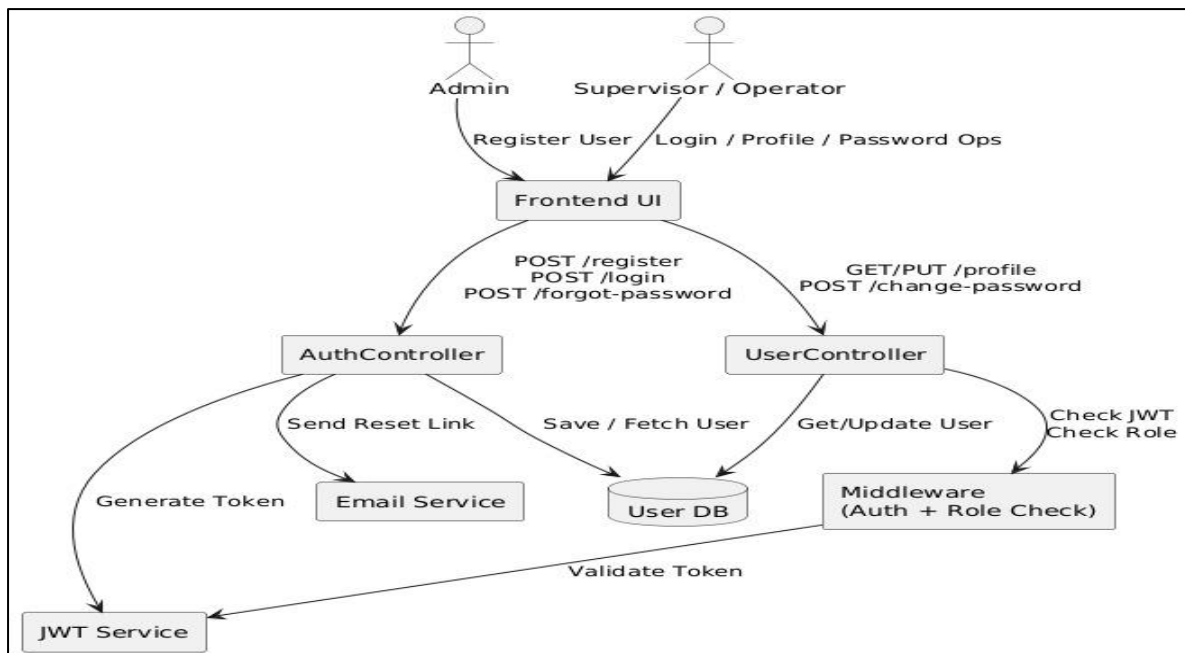 Admin
Supervisor / Operator
Register User
Login / Profile / Password Ops
Frontend UI
POST /register
POST /login
POST /forgot-password
GET/PUT /profile
POST /change-password
AuthController
UserController
Send Reset Link
Save / Fetch User
Get/Update User
Check JWT
Check Role
Generate Token
Email Service
User DB
Middleware
(Auth + Role Check)
Validate Token
JWT Service